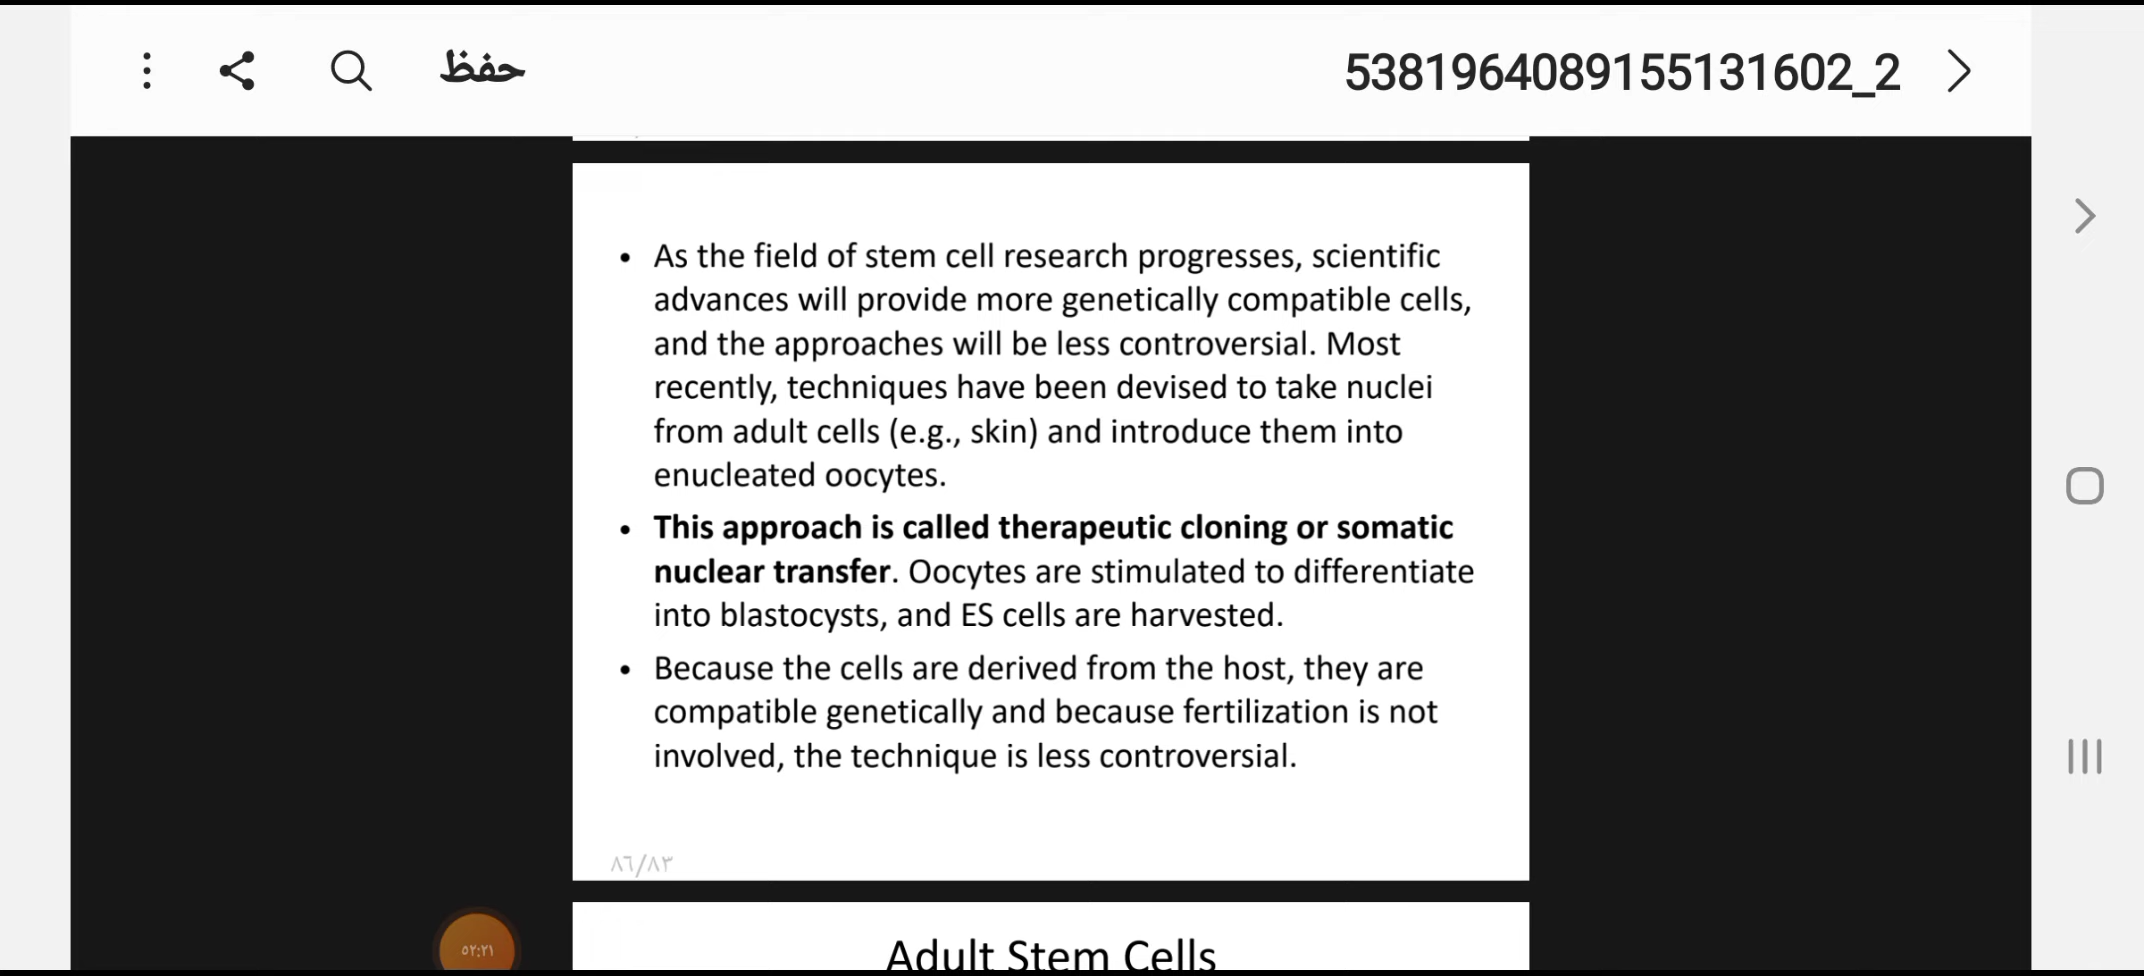 حفظ
5381964089155131602_2
• As the field of stem cell research progresses, scientific
advances will provide more genetically compatible cells,
and the approaches will be less controversial. Most
recently, techniques have been devised to take nuclei
from adult cells (e.g., skin) and introduce them into
enucleated oocytes.
• This approach is called therapeutic cloning or somatic
nuclear transfer. Oocytes are stimulated to differentiate
into blastocysts, and ES cells are harvested.
• Because the cells are derived from the host, they are
compatible genetically and because fertilization is not
involved, the technique is less controversial.
٨٦/٨٣
٥٢:٢١
Adult Stem Cells